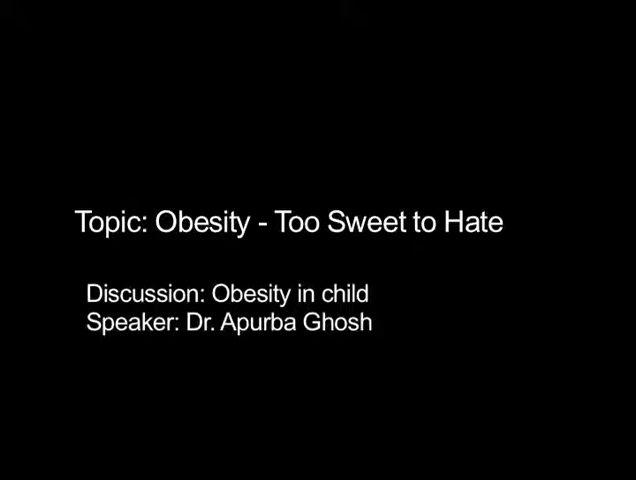 Topic: Obesity - Too Sweet to Hate
Discussion: Obesity in child
Speaker: Dr. Apurba Ghosh